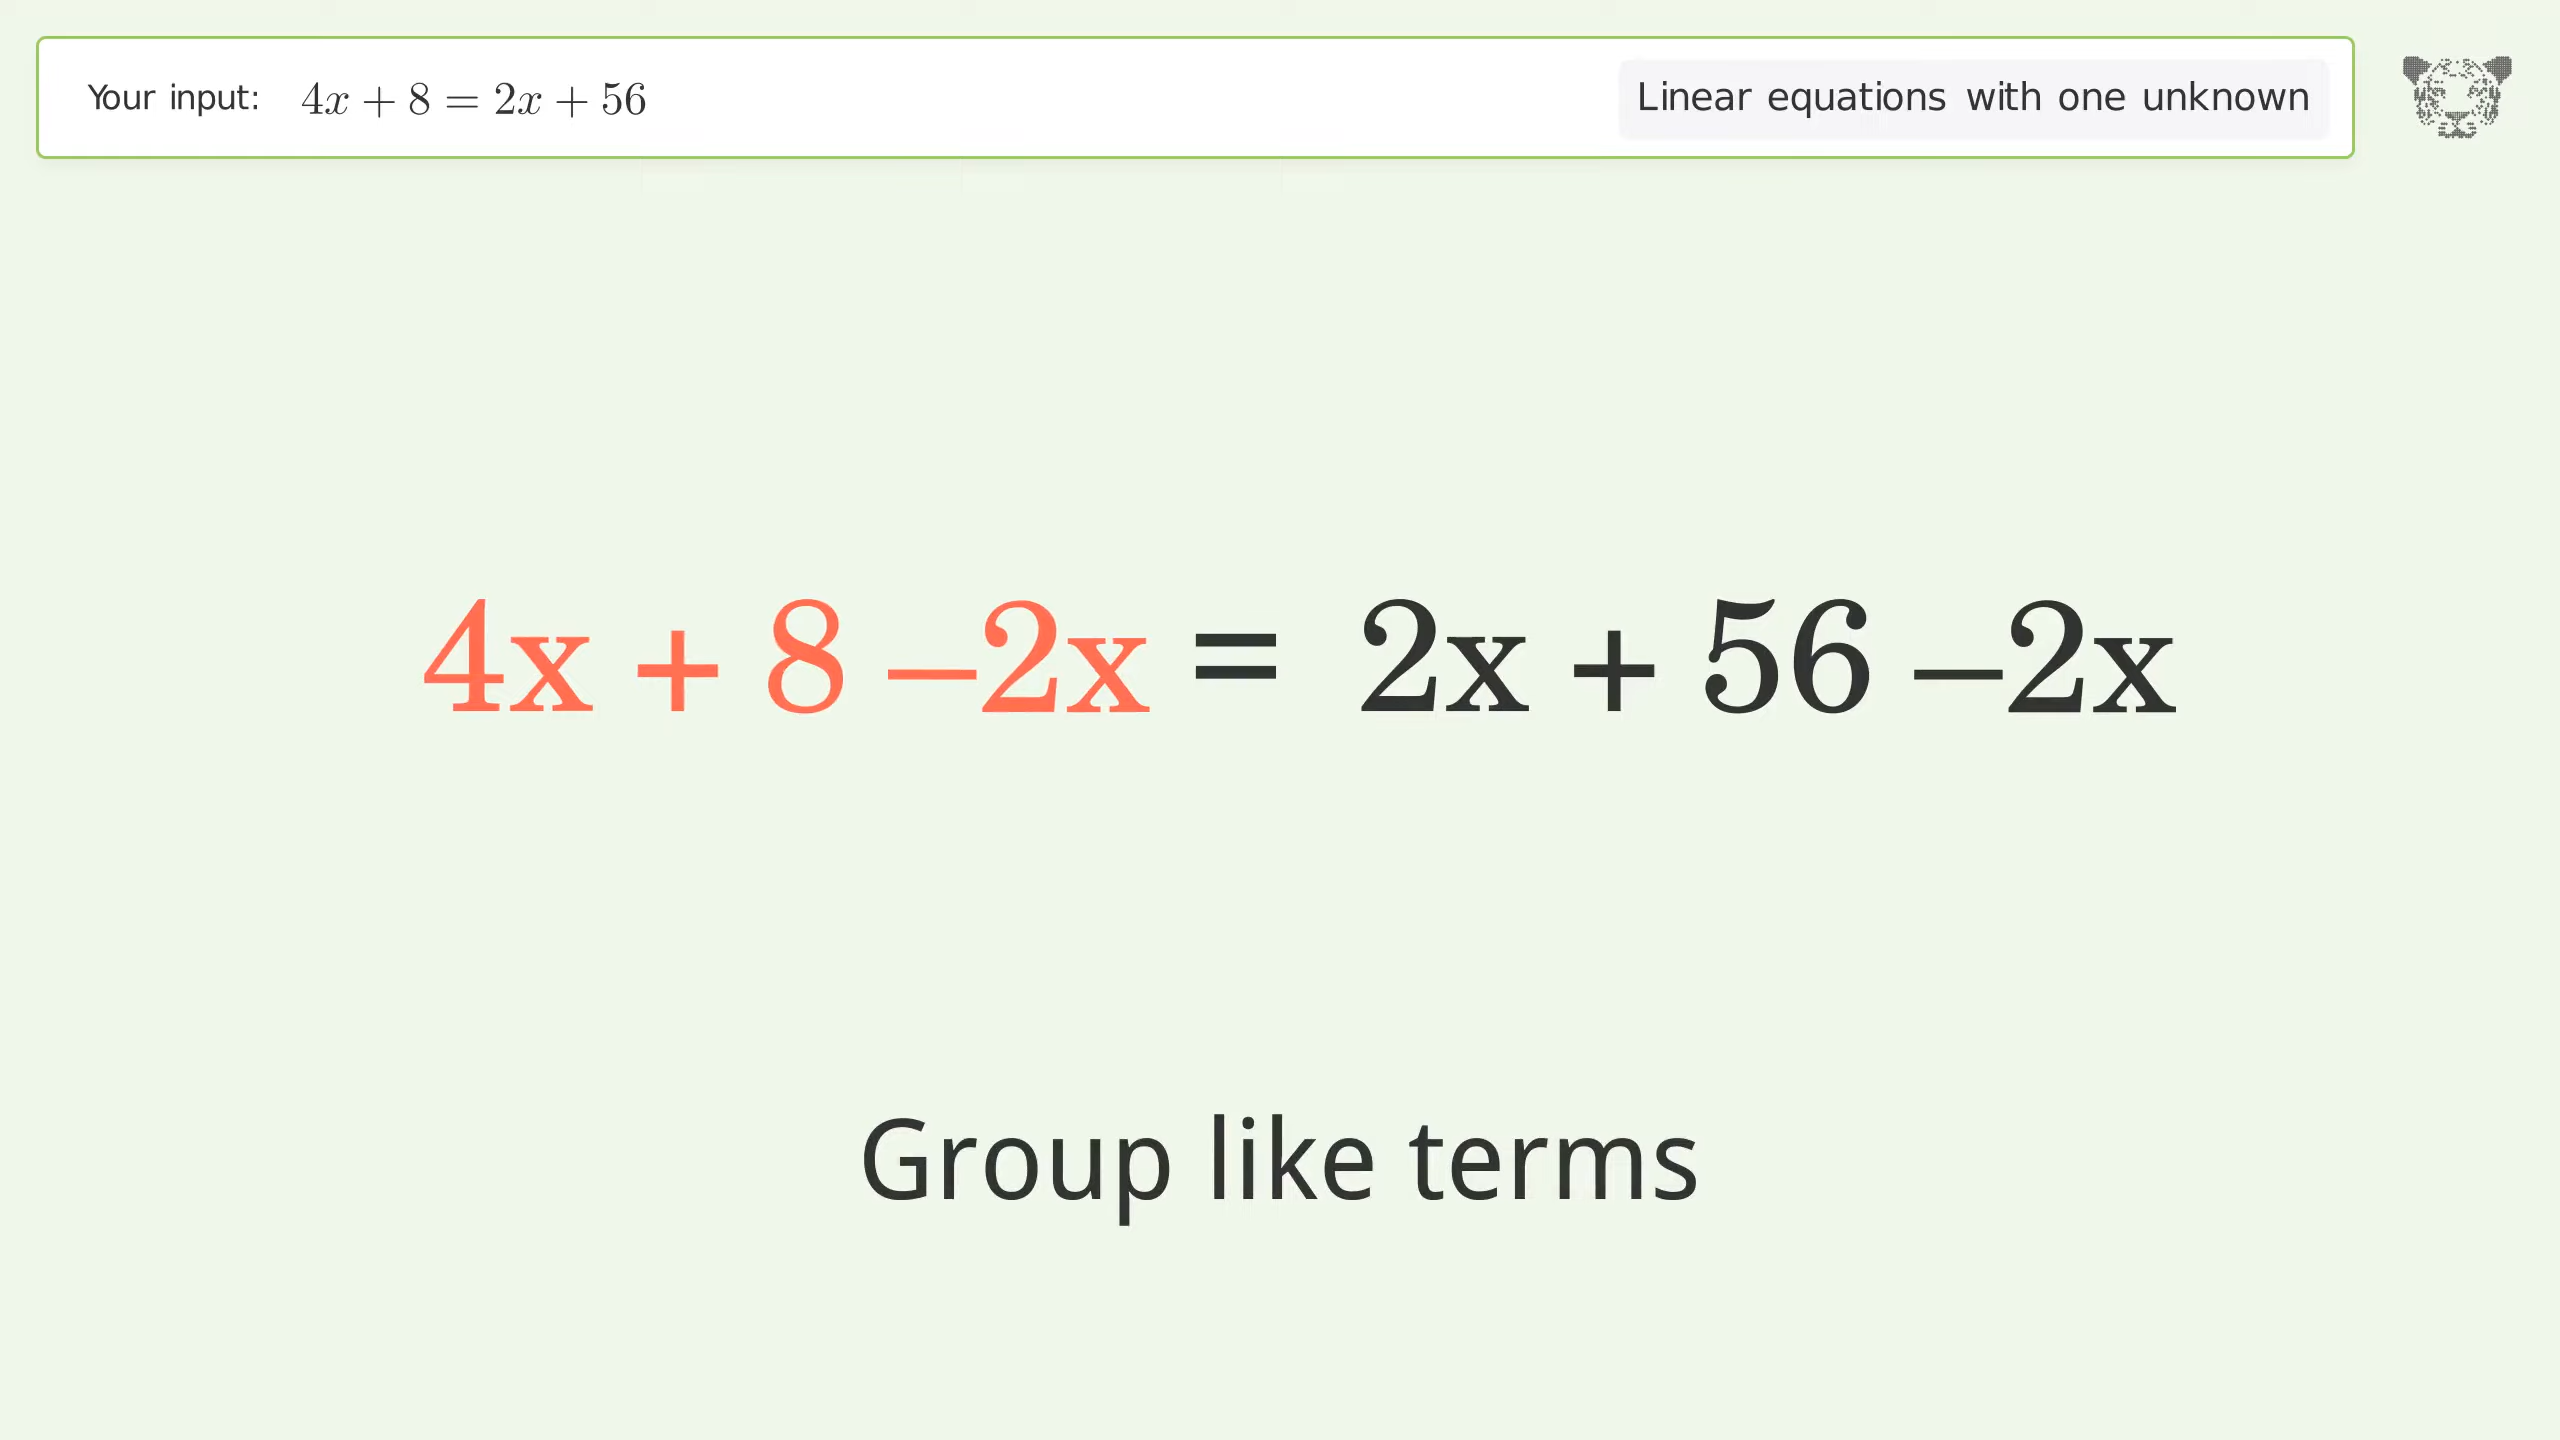 Your input: 4x + 8 = 2x + 56
Linear equations with one unknown
4x + 8 –2x = 2x + 56 –2x
Group like terms